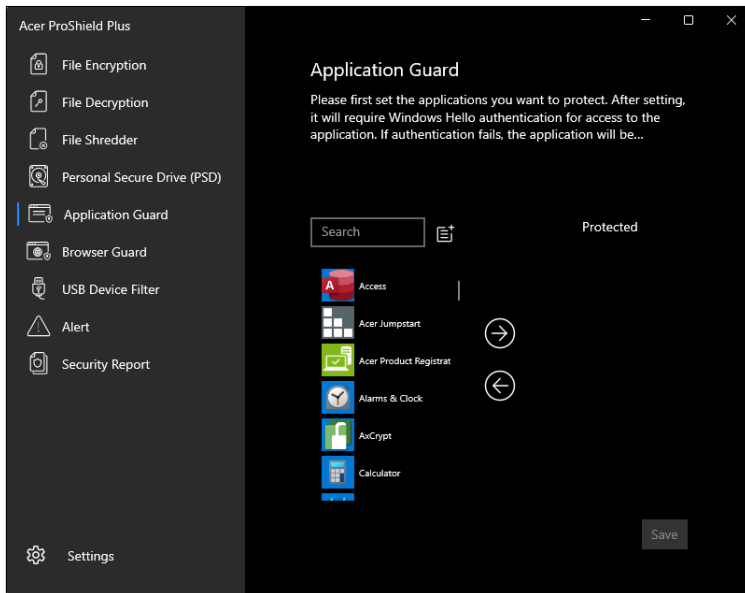 Acer ProShield Plus
File Encryption
File Decryption
File Shredder
Personal Secure Drive (PSD)
Application Guard
Browser Guard
USB Device Filter
Alert
Security Report
Settings
Application Guard
Please first set the applications you want to protect. After setting,
it will require Windows Hello authentication for access to the
application. If authentication fails, the application will be...
Search
Protected
A
Access
Acer Jumpstart
Acer Product Registrat
Alarms & Clock
AxCrypt
Calculator
Save